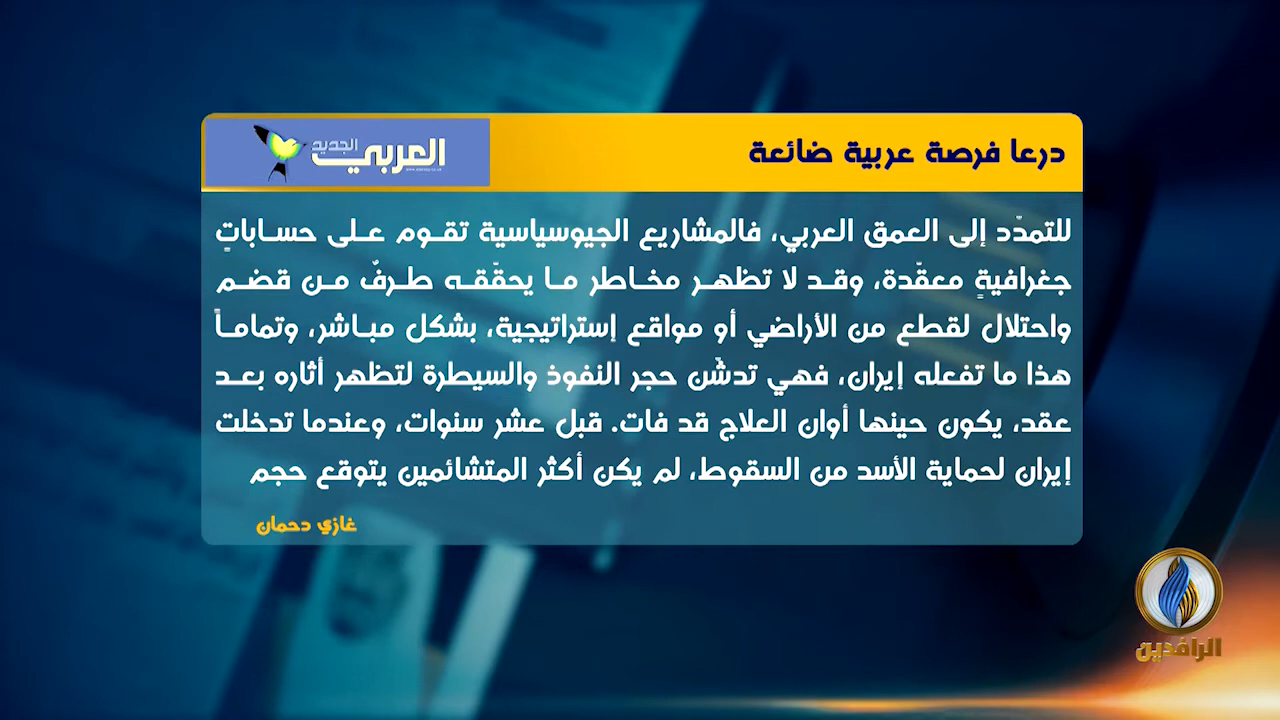 درعا فرصة عربية ضائعة
العربي الجديد
للتمدّد إلى العمق العربي، فالمشاريع الجيوسياسية تقوم على حساباتٍ
جغرافيةٍ معقّدة، وقد لا تظهر مخاطر ما يحقّقه طرفٌ من قضم
واحتلال لقطع من الأراضي أو مواقع إستراتيجية، بشكل مباشر، وتماماً
هذا ما تفعله إيران، فهي تدشّن حجر النفوذ والسيطرة لتظهر أثاره بعد
عقد، يكون حينها أوان العلاج قد فات. قبل عشر سنوات، وعندما تدخلت
إيران لحماية الأسد من السقوط، لم يكن أكثر المتشائمين يتوقع حجم
غازي دحمان
الرافدين